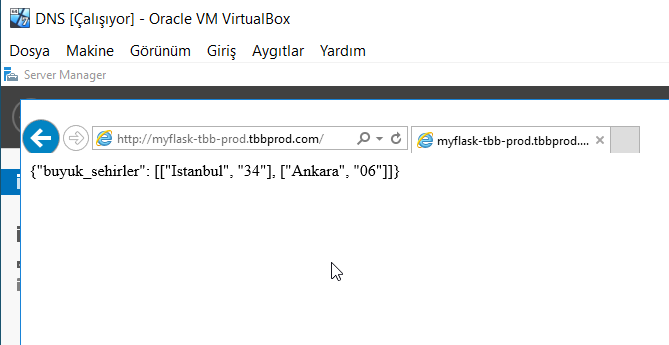 DNS [Çalışıyor] - Oracle VM VirtualBox
Dosya Makine Görünüm Giriş Aygıtlar Yardım
Server Manager
http://myflask-tbb-prod.tbbprod.com/ myflask-tbb-prod.tbbprod....
{"buyuk_sehirler": [["Istanbul", "34"], ["Ankara", "06"]]}